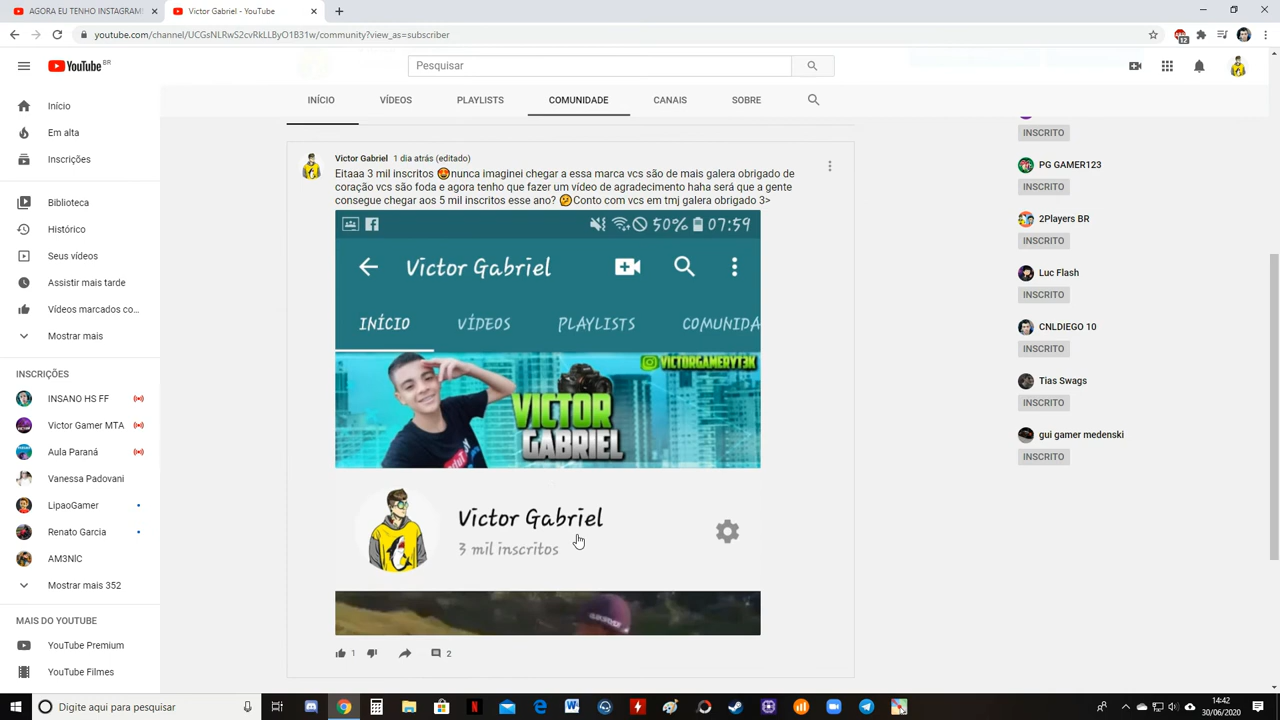 AGORA EU TENHO INSTAGRAM!
Victor Gabriel - YouTube
youtube.com/channel/UCGsNLRwS2cvRkLLByO1B31w/community?view_as=subscriber
12
YouTube BR
Pesquisar
INÍCIO
VÍDEOS
PLAYLISTS
COMUNIDADE
CANAIS
SOBRE
Início
Em alta
Inscrições
Biblioteca
Histórico
Seus vídeos
Assistir mais tarde
Vídeos marcados co...
Mostrar mais
INSCRIÇÕES
INSANO HS FF
Victor Gamer MTA
Aula Paraná
Vanessa Padovani
LipaoGamer
Renato Garcia
AM3NlC
Mostrar mais 352
MAIS DO YOUTUBE
YouTube Premium
YouTube Filmes
Victor Gabriel 1 dia atrás (editado)
Eitaaa 3 mil inscritos 🤩nunca imaginei chegar a essa marca vcs são de mais galera obrigado de
coração vcs são foda e agora tenho que fazer um vídeo de agradecimento haha será que a gente
consegue chegar aos 5 mil inscritos esse ano? 🤔Conto com vcs em tmj galera obrigado 3>
50% 07:59
Victor Gabriel
INÍCIO VÍDEOS PLAYLISTS COMUNIDA
VICTORGAMERYT3K
VICTOR
GABRIEL
Victor Gabriel
3 mil inscritos
1
2
INSCRITO
PG GAMER123
INSCRITO
2Players BR
INSCRITO
Luc Flash
INSCRITO
CNLDIEGO 10
INSCRITO
Tias Swags
INSCRITO
gui gamer medenski
INSCRITO
Digite aqui para pesquisar
14:42
30/06/2020